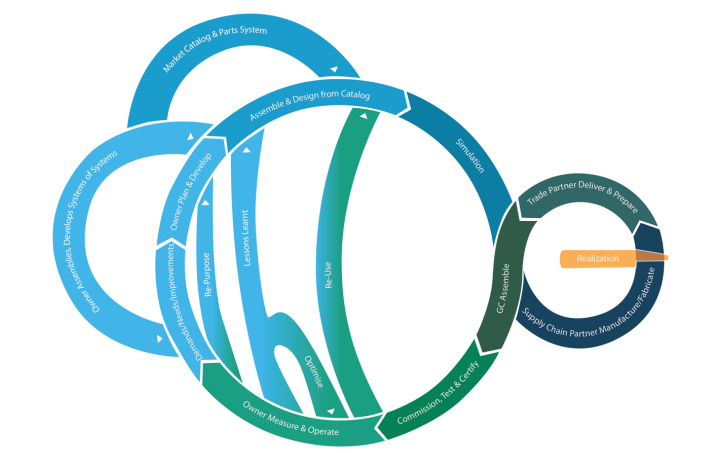 Market Catalog & Parts System
Assemble & Design from Catalog
Simulation
Owner Assemblies, Develops Systems of Systems
Owner Plan & Develop
Trade Partner Deliver & Prepare
Lessons Learnt
Re-Purpose
Re-Use
Realization
GC Assemble
Demands/Needs/Improvements
Supply Chain Partner Manufacture/Fabricate
Optimise
Commission, Test & Certify
Owner Measure & Operate